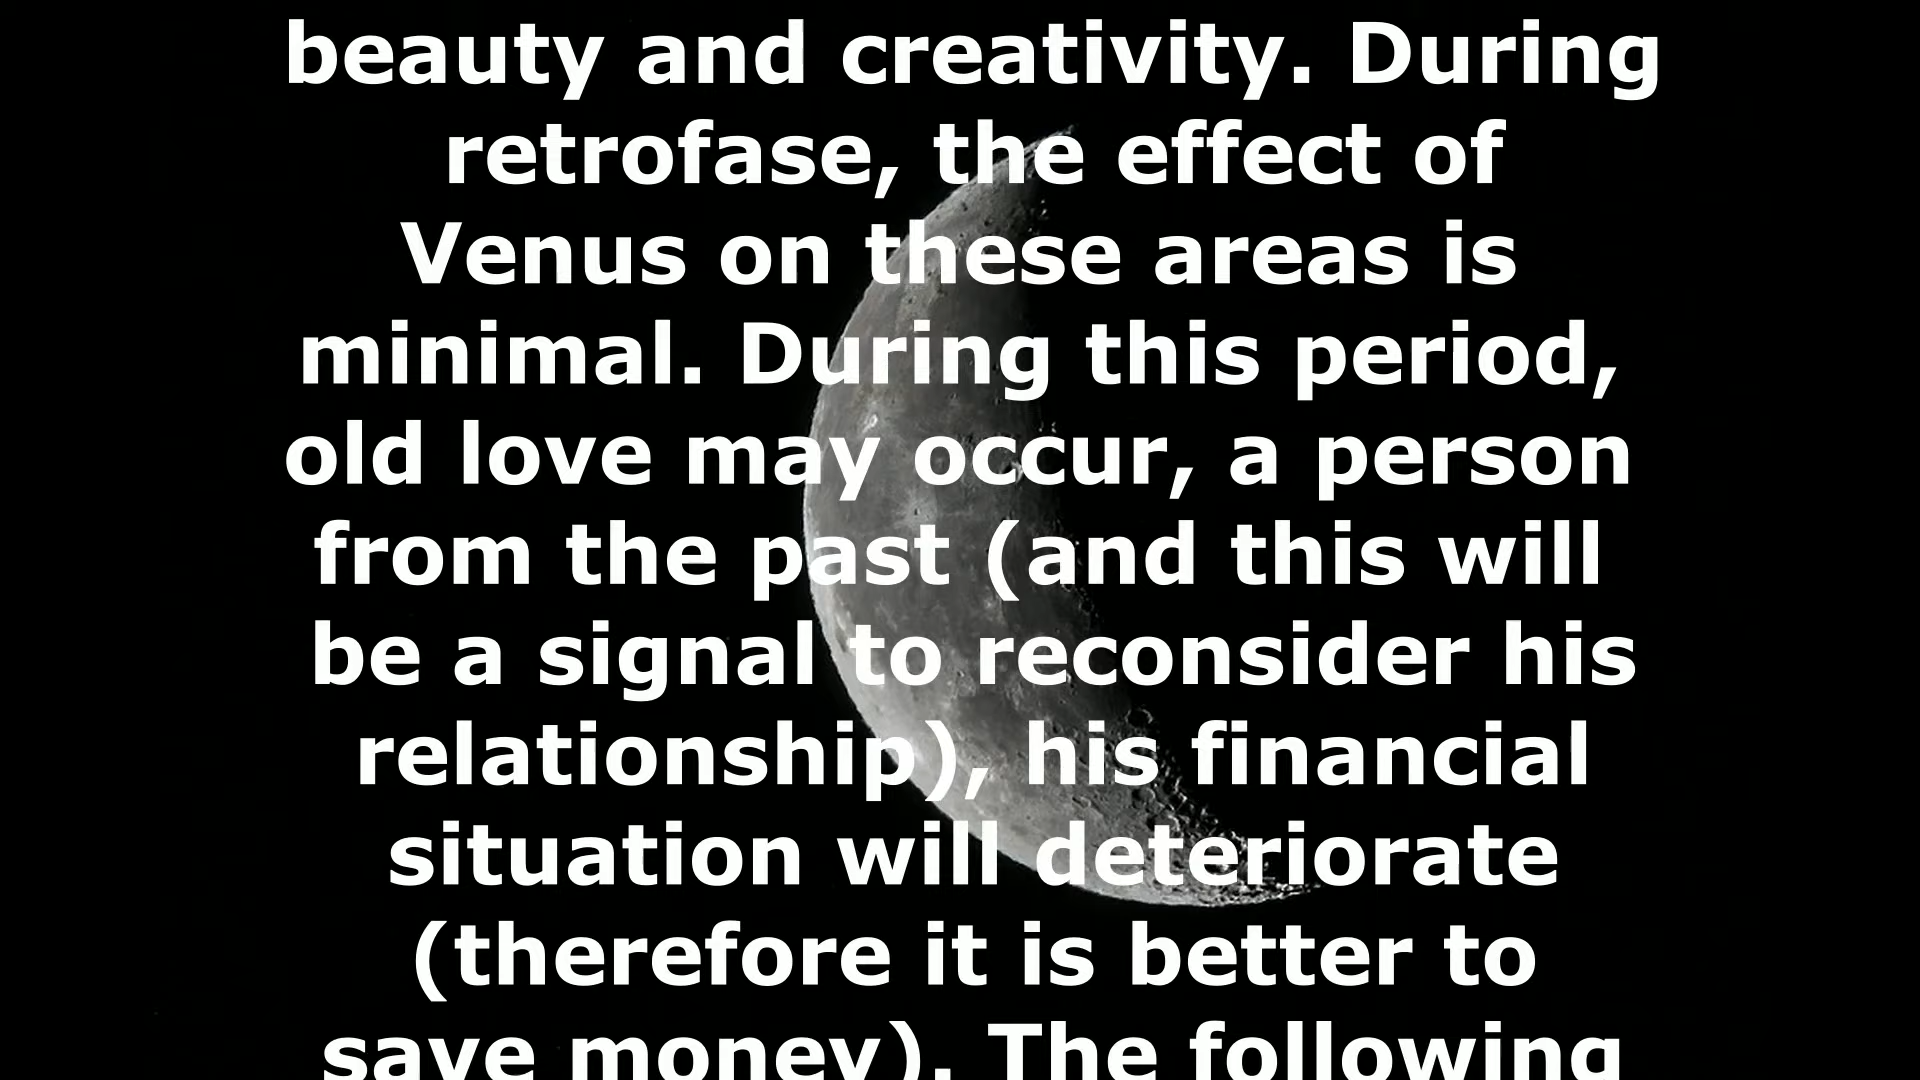 beauty and creativity. During
retrofase, the effect of
Venus on these areas is
minimal. During this period,
old love may occur, a person
from the past (and this will
be a signal to reconsider his
relationship), his financial
situation will deteriorate
(therefore it is better to
save money). The following